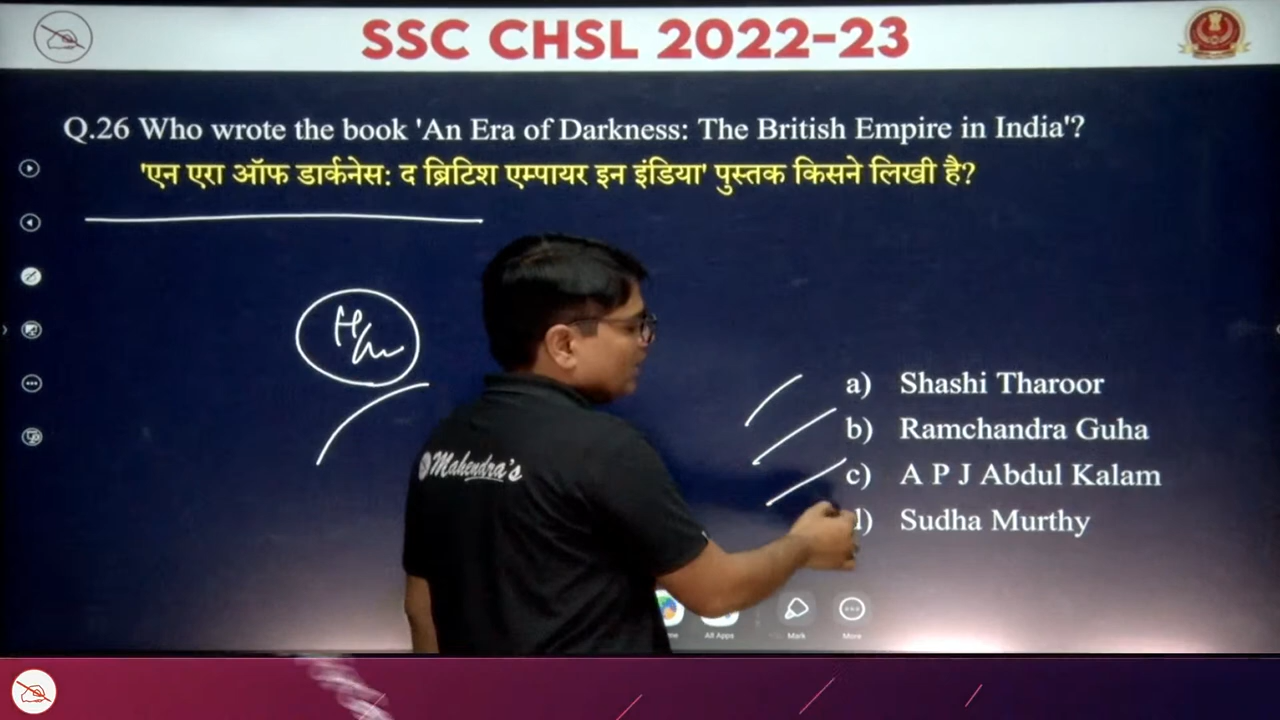 SSC CHSL 2022-23
Q.26 Who wrote the book 'An Era of Darkness: The British Empire in India'?
'एन एरा ऑफ डार्कनेस: द ब्रिटिश एम्पायर इन इंडिया' पुस्तक किसने लिखी है?
H/w
a) Shashi Tharoor
b) Ramchandra Guha
c) A P J Abdul Kalam
d) Sudha Murthy
Mahendra's
All Apps
Mark
More